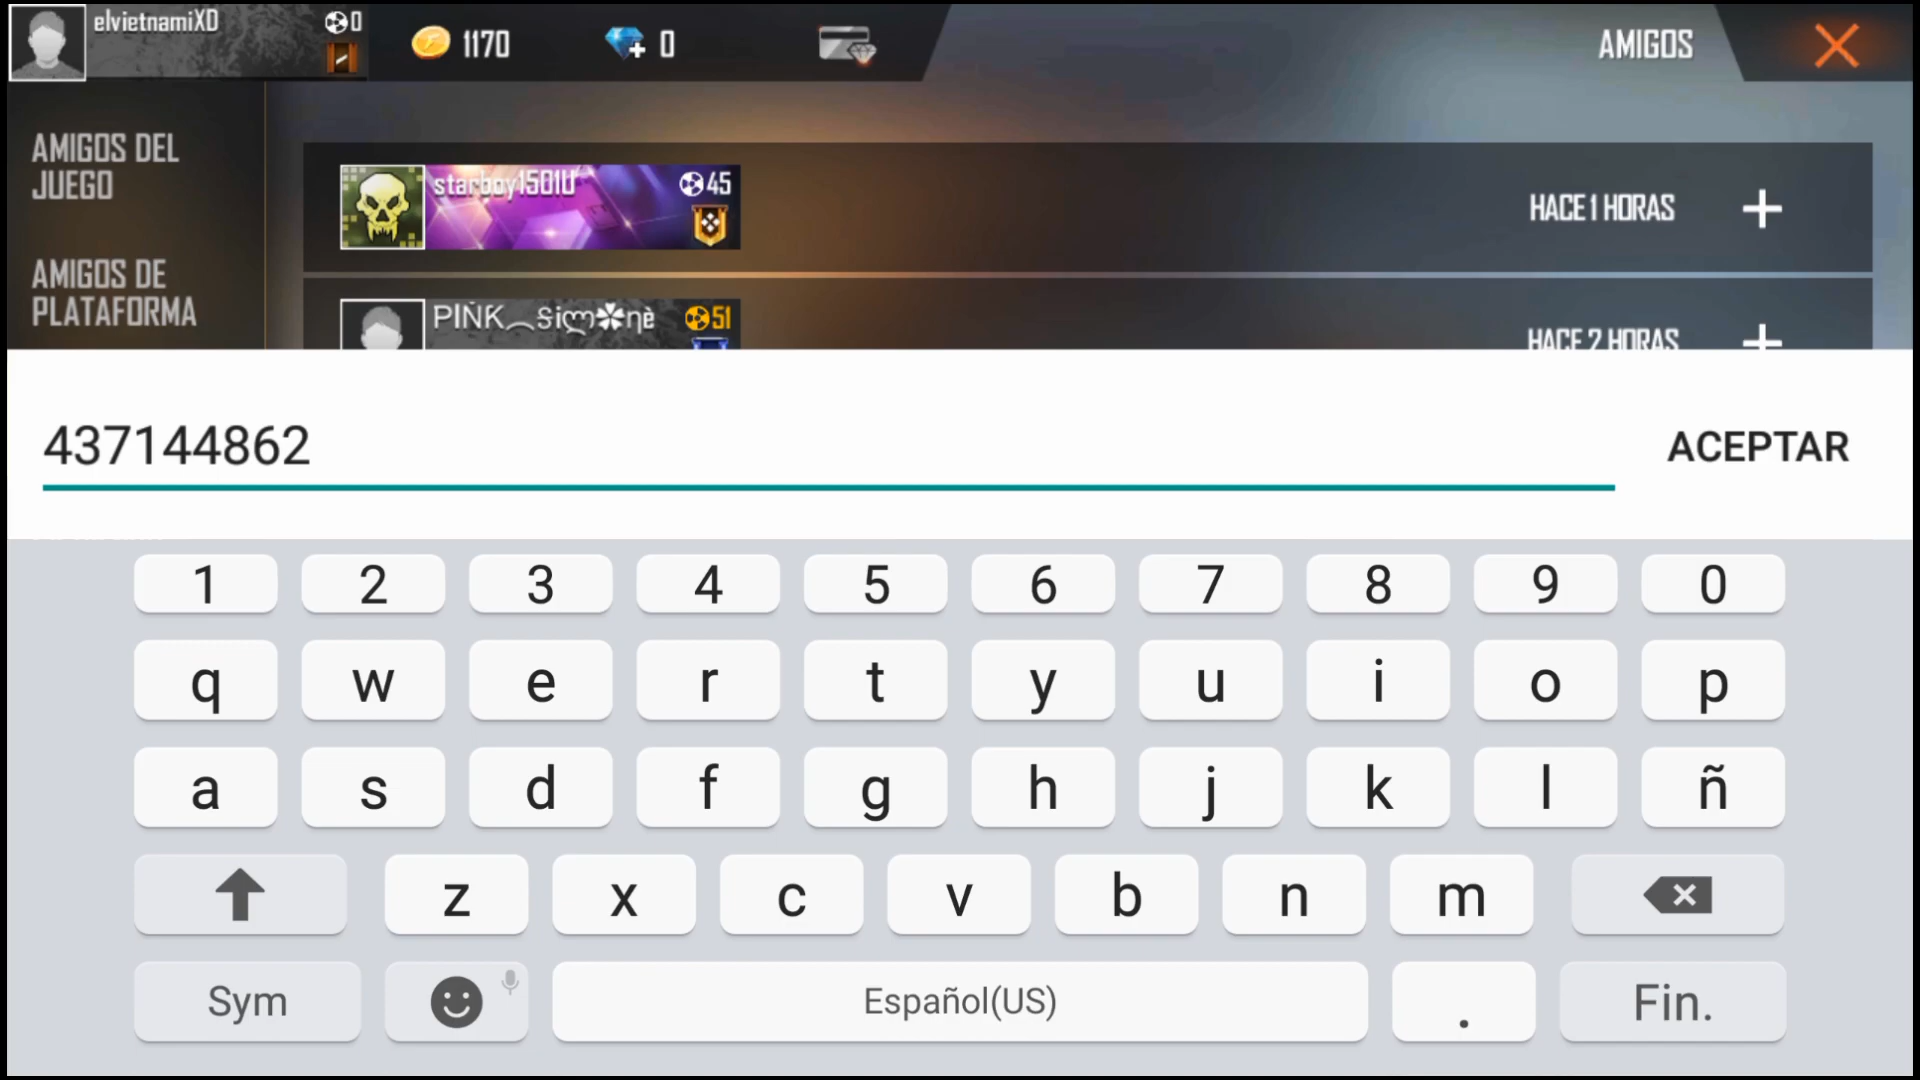 elvietnamiXD
0
1170
0
AMIGOS
AMIGOS DEL
JUEGO
starboy1501U
45
HACE 1 HORAS
AMIGOS DE
PLATAFORMA
51
HACE 2 HORAS
437144862
ACEPTAR
1 2 3 4 5 6 7 8 9 0
q w e r t y u i o p
a s d f g h j k l ñ
z x c v b n m
Sym Español(US) . Fin.